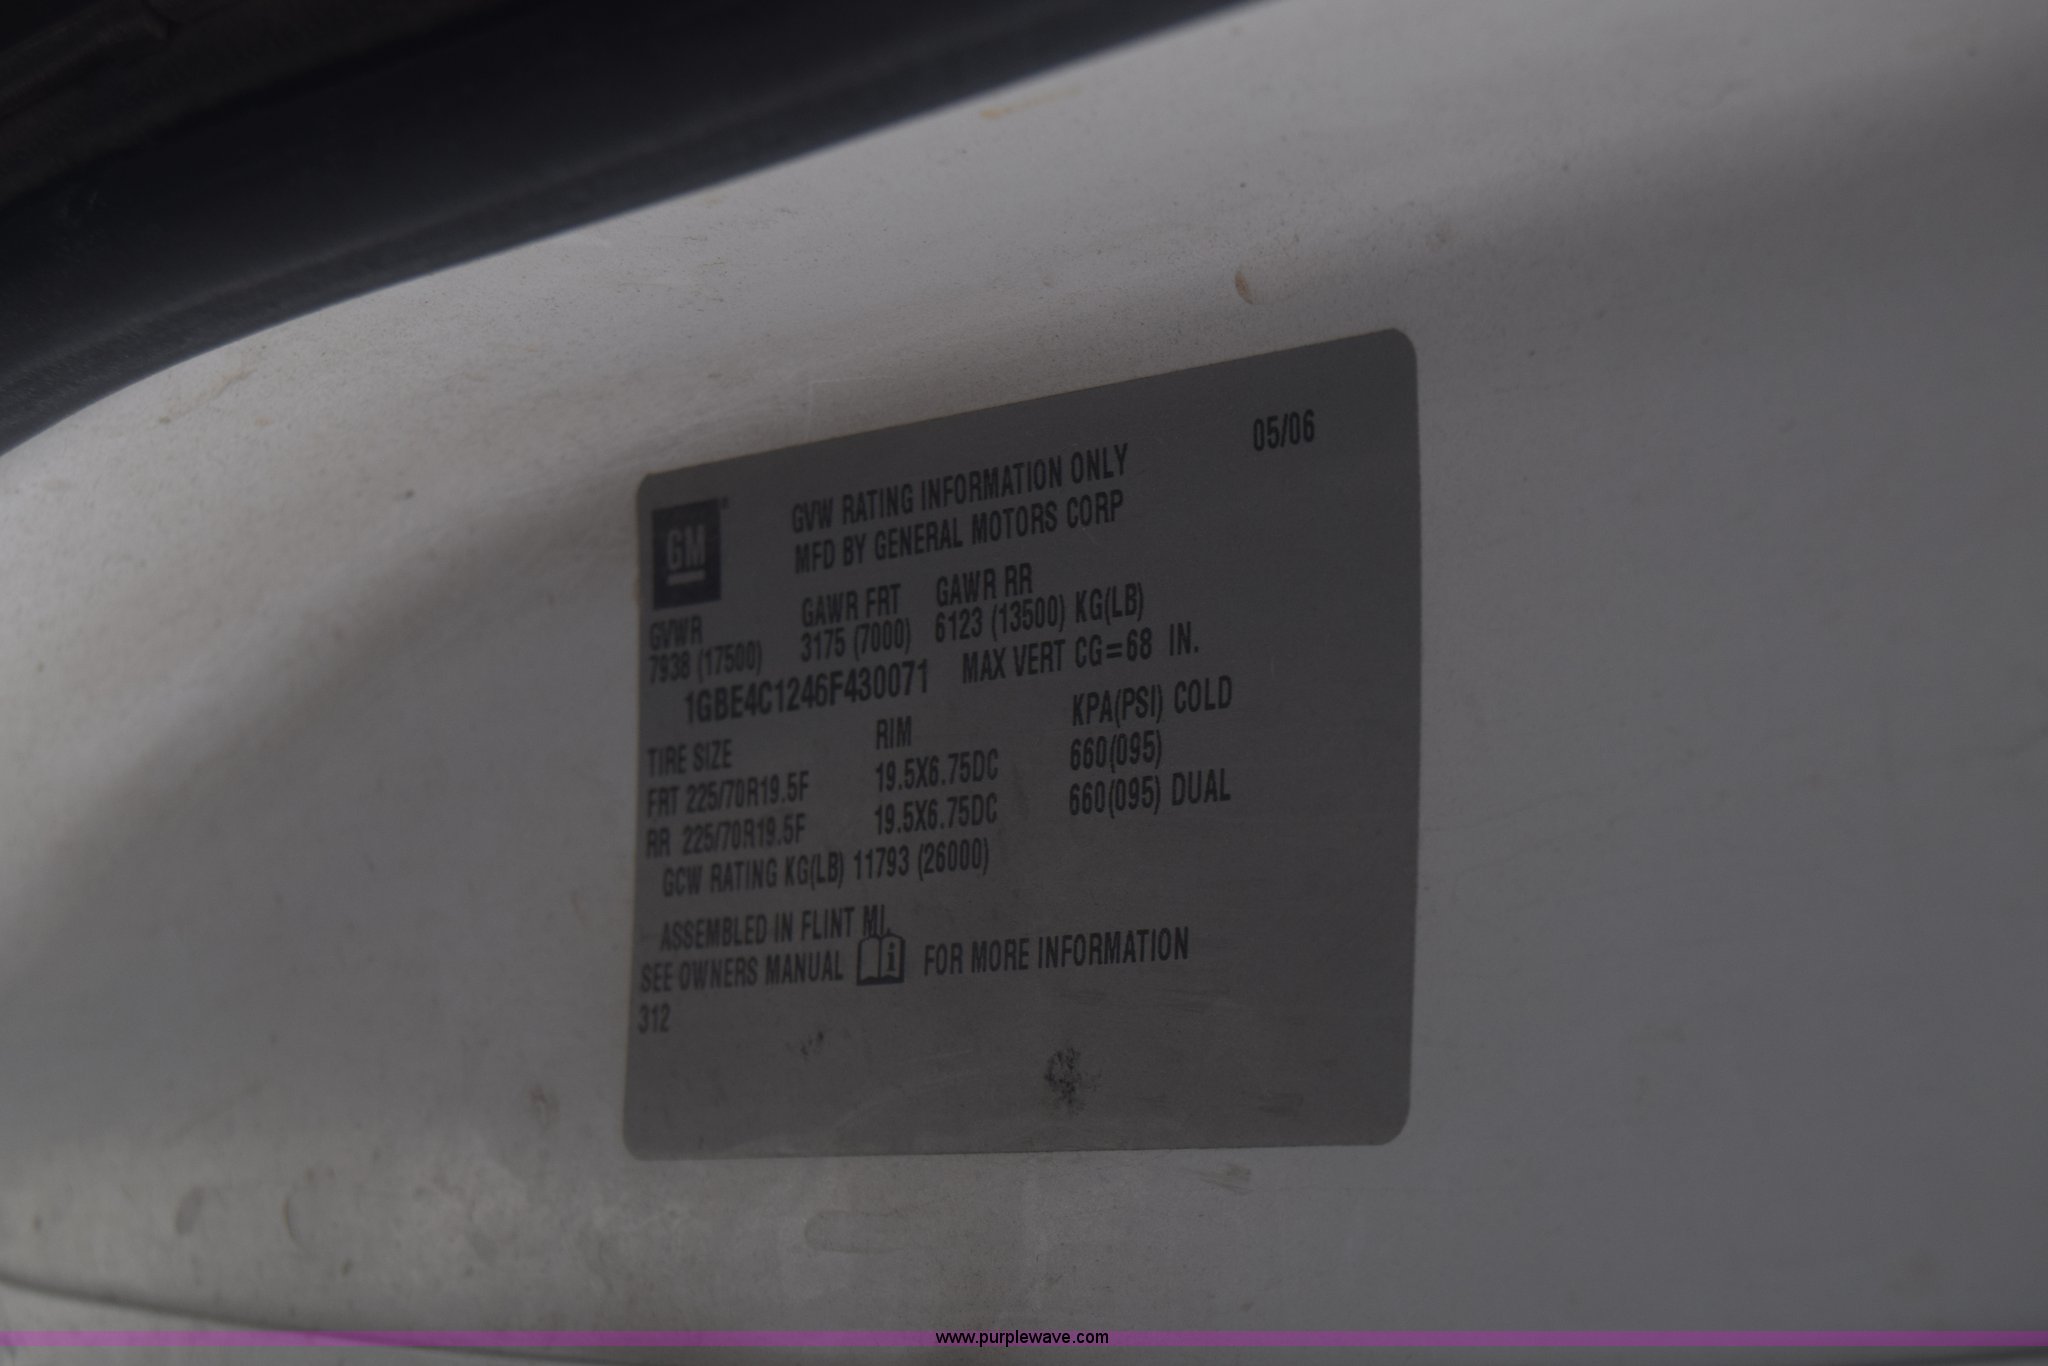 05/06
GM
GVW RATING INFORMATION ONLY
MFD BY GENERAL MOTORS CORP
GVWR GAWR FRT GAWR RR
7938 (17500) 3175 (7000) 6123 (13500) KG(LB)
1GBE4C1246F430071 MAX VERT CG=68 IN.
TIRE SIZE RIM KPA(PSI) COLD
FRT 225/70R19.5F 19.5X6.75DC 660(095)
RR 225/70R19.5F 19.5X6.75DC 660(095) DUAL
GCW RATING KG(LB) 11793 (26000)
ASSEMBLED IN FLINT MI.
SEE OWNERS MANUAL i FOR MORE INFORMATION
312
www.purplewave.com